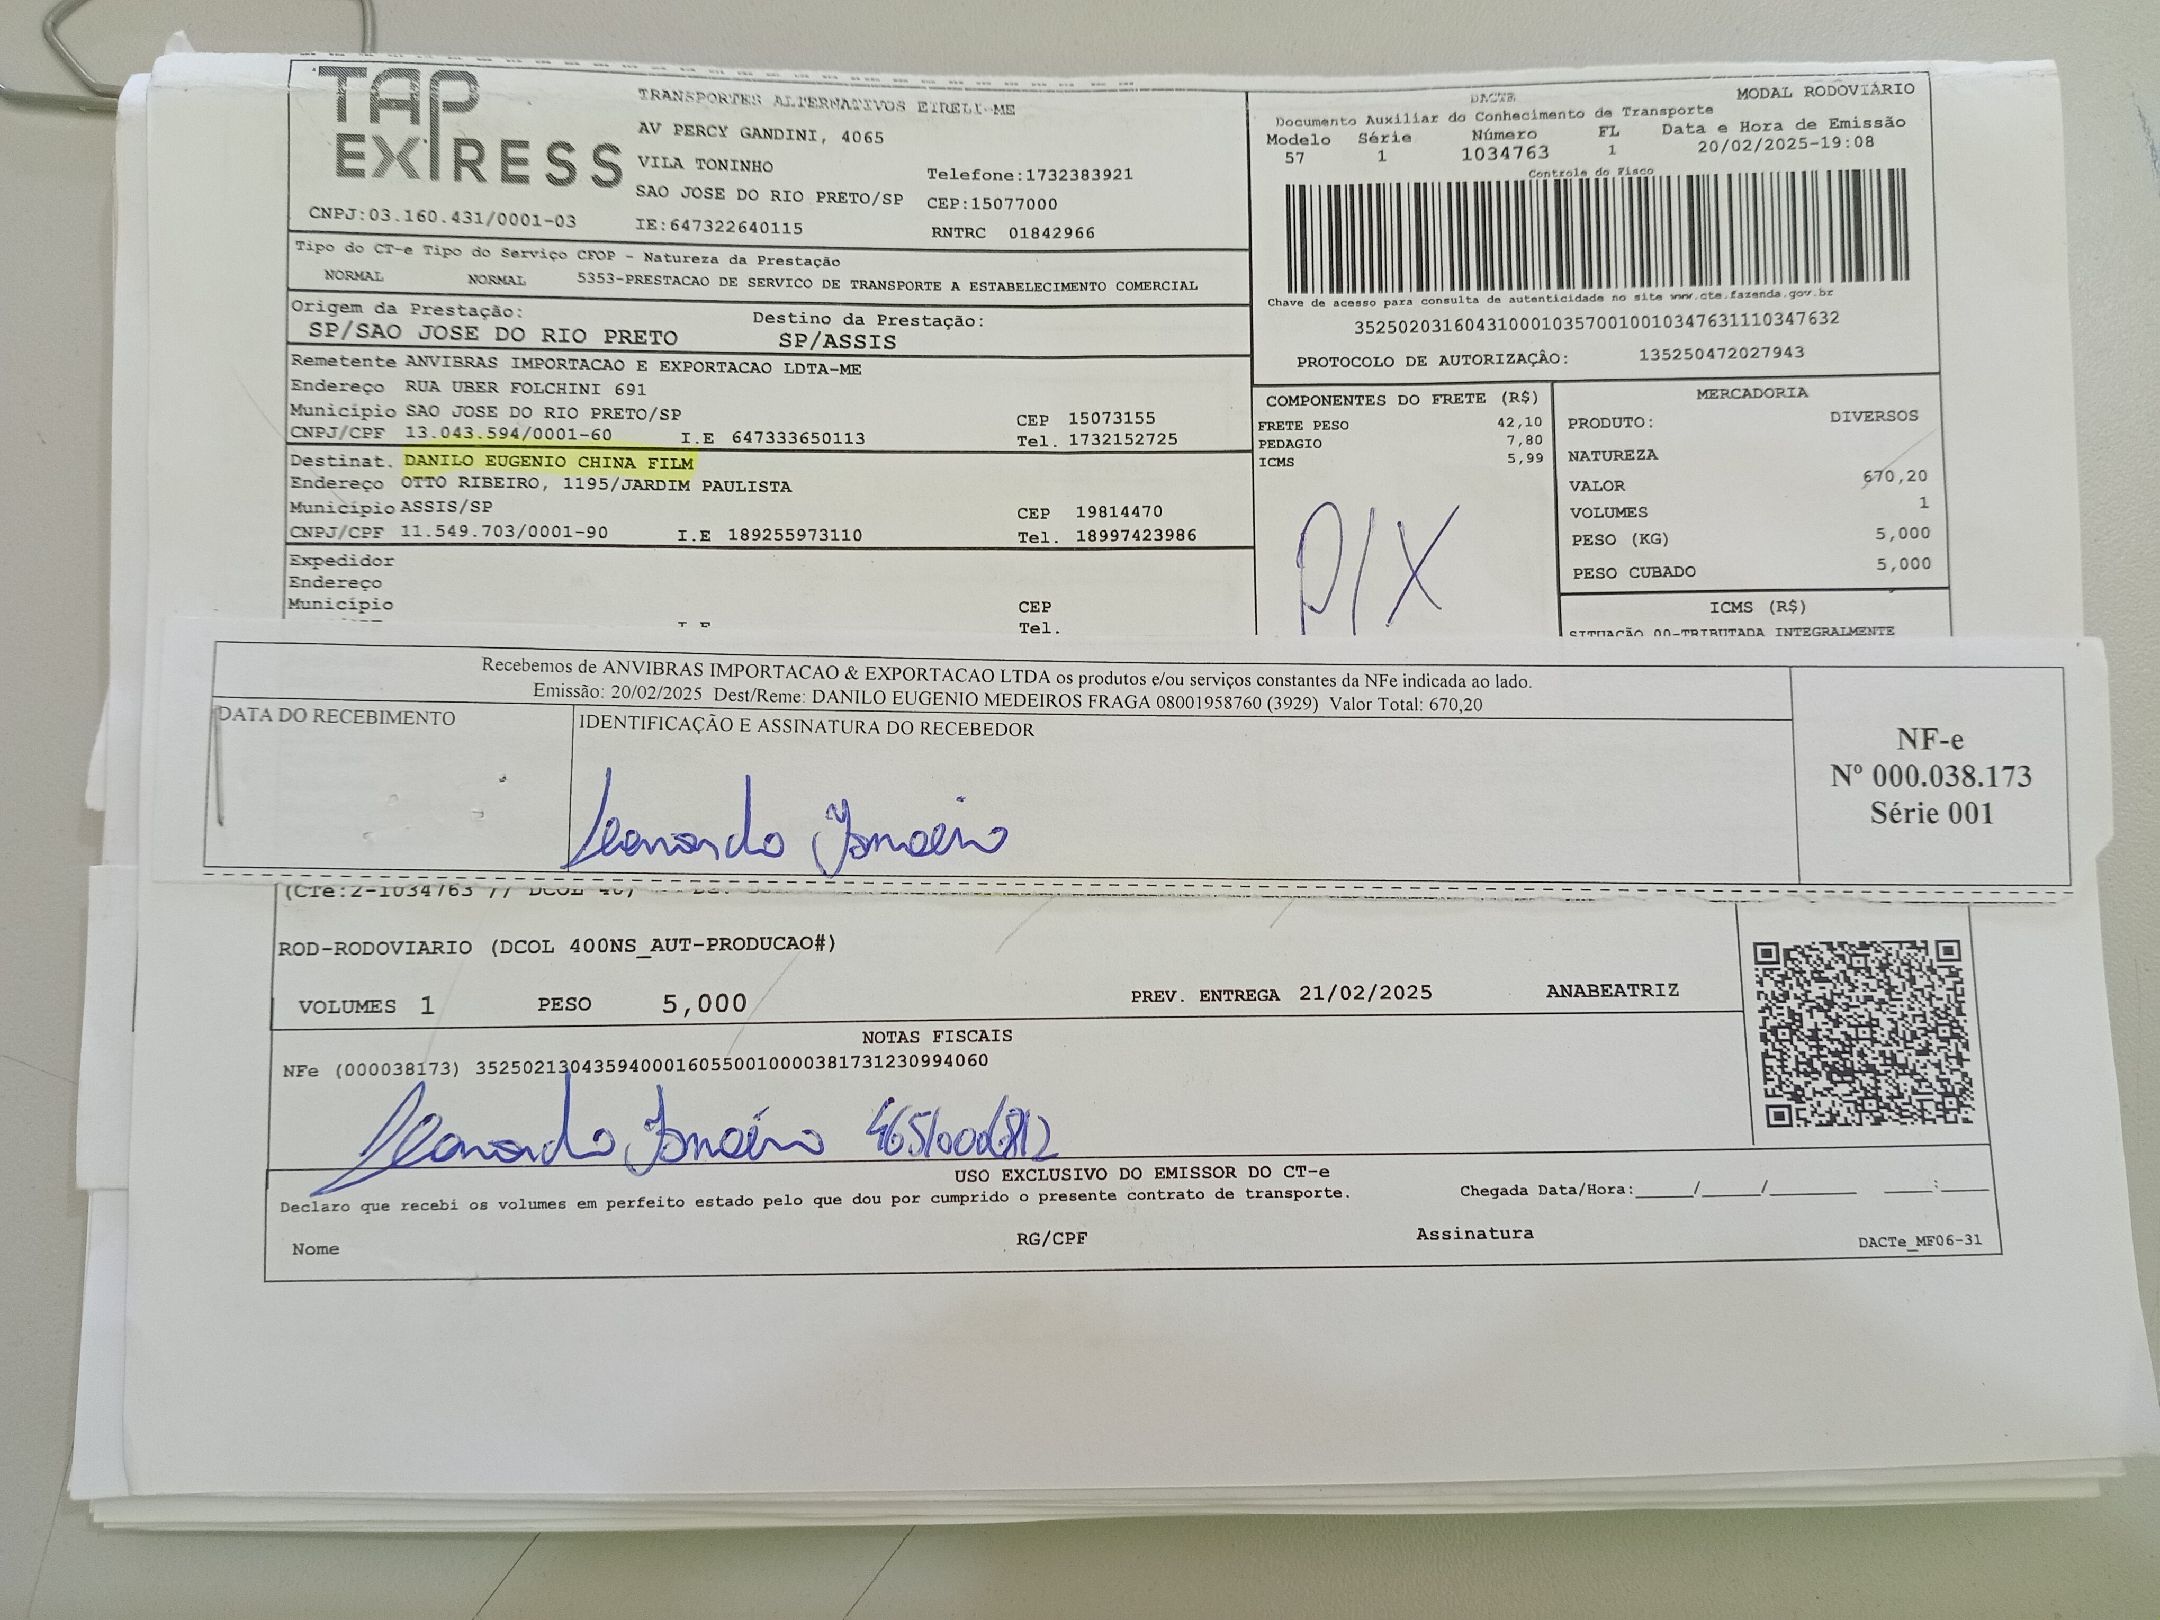 TAP
EXPRESS
TRANSPORTES ALTERNATIVOS EIRELI-ME
AV PERCY GANDINI, 4065
VILA TONINHO
Telefone:1732383921
SAO JOSE DO RIO PRETO/SP CEP:15077000
CNPJ:03.160.431/0001-03 IE:647322640115 RNTRC 01842966
DACTE MODAL RODOVIÁRIO
Documento Auxiliar do Conhecimento de Transporte
Modelo Série Número FL Data e Hora de Emissão
57 1 1034763 1 20/02/2025-19:08
Controle do Fisco
Chave de acesso para consulta de autenticidade no site www.cte.fazenda.gov.br
35250203160431000103570010010347631110347632
PROTOCOLO DE AUTORIZAÇÃO: 135250472027943
Tipo do CT-e Tipo do Serviço CFOP - Natureza da Prestação
NORMAL NORMAL 5353-PRESTACAO DE SERVICO DE TRANSPORTE A ESTABELECIMENTO COMERCIAL
Origem da Prestação: Destino da Prestação:
SP/SAO JOSE DO RIO PRETO SP/ASSIS
Remetente ANVIBRAS IMPORTACAO E EXPORTACAO LDTA-ME
Endereço RUA UBER FOLCHINI 691
Município SAO JOSE DO RIO PRETO/SP CEP 15073155
CNPJ/CPF 13.043.594/0001-60 I.E 647333650113 Tel. 1732152725
Destinat. DANILO EUGENIO CHINA FILM
Endereço OTTO RIBEIRO, 1195/JARDIM PAULISTA
Município ASSIS/SP CEP 19814470
CNPJ/CPF 11.549.703/0001-90 I.E 189255973110 Tel. 18997423986
Expedidor
Endereço
Município CEP
Tel.
COMPONENTES DO FRETE (R$)
FRETE PESO 42,10
PEDAGIO 7,80
ICMS 5,99
PIX
MERCADORIA
PRODUTO: DIVERSOS
NATUREZA
VALOR 670,20
VOLUMES 1
PESO (KG) 5,000
PESO CUBADO 5,000
ICMS (R$)
SITUAÇÃO 00-TRIBUTADA INTEGRALMENTE
Recebemos de ANVIBRAS IMPORTACAO & EXPORTACAO LTDA os produtos e/ou serviços constantes da NFe indicada ao lado.
Emissão: 20/02/2025 Dest/Reme: DANILO EUGENIO MEDEIROS FRAGA 08001958760 (3929) Valor Total: 670,20
DATA DO RECEBIMENTO IDENTIFICAÇÃO E ASSINATURA DO RECEBEDOR
Leonardo
NF-e
Nº 000.038.173
Série 001
(CTe:2-1034763 // DCOL
ROD-RODOVIARIO (DCOL 400NS_AUT-PRODUCAO#)
VOLUMES 1 PESO 5,000 PREV. ENTREGA 21/02/2025 ANABEATRIZ
NOTAS FISCAIS
NFe (000038173) 35250213043594000160550010000381731230994060
Leonardo
USO EXCLUSIVO DO EMISSOR DO CT-e
Declaro que recebi os volumes em perfeito estado pelo que dou por cumprido o presente contrato de transporte. Chegada Data/Hora:_____/_____/________ ____:____
Nome RG/CPF Assinatura DACTe_MF06-31